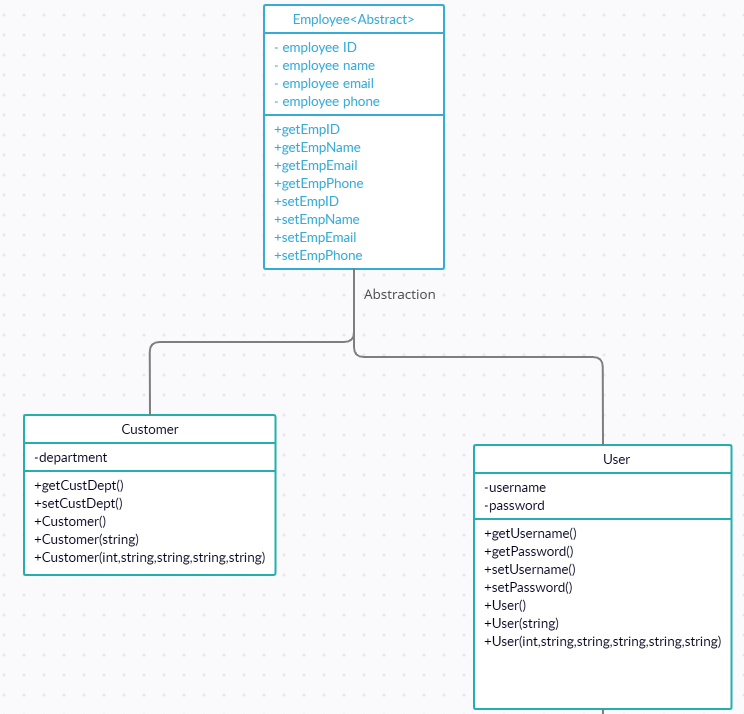 Employee<Abstract>
- employee ID
- employee name
- employee email
- employee phone
+getEmpID
+getEmpName
+getEmpEmail
+getEmpPhone
+setEmpID
+setEmpName
+setEmpEmail
+setEmpPhone
Abstraction
Customer
-department
+getCustDept()
+setCustDept()
+Customer()
+Customer(string)
+Customer(int,string,string,string,string)
User
-username
-password
+getUsername()
+getPassword()
+setUsername()
+setPassword()
+User()
+User(string)
+User(int,string,string,string,string,string)